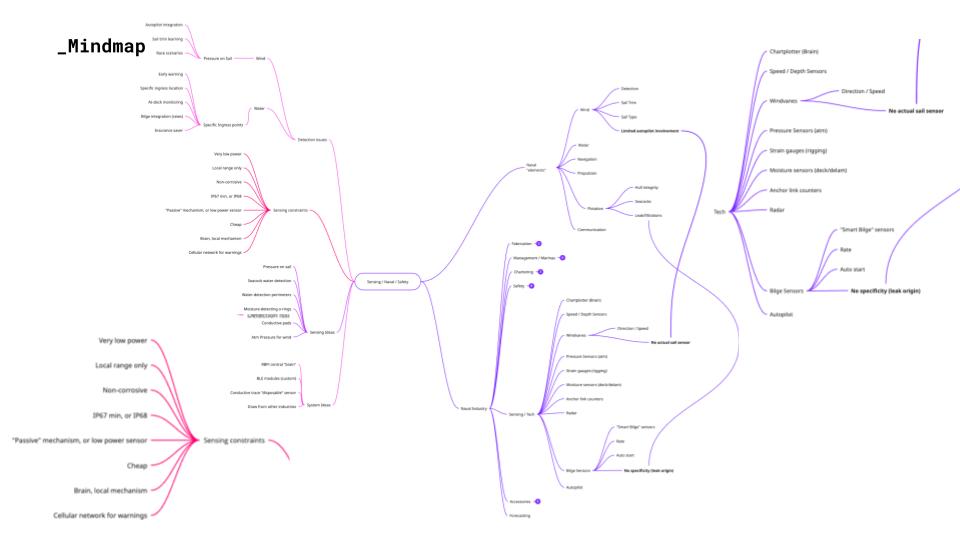 _Mindmap
Autopilot integration
Sail trim learning
Race scenarios
Pressure on Sail
Wind
Early warning
Specific ingress location
At-dock monitoring
Bilge integration (news)
Insurance saver
Specific Ingress points
Water
Detection Issues
Very low power
Local range only
Non-corrosive
IP67 min, or IP68
"Passive" mechanism, or low power sensor
Cheap
Brain, local mechanism
Cellular network for warnings
Sensing constraints
Pressure on sail
Seacock water detection
Water detection perimeters
Moisture detecting o-rings
Conductive pads
Atm Pressure for wind
Sensing Ideas
BLE modules (custom)
Conductive trace "disposable" sensor
Draw from other industries
System Ideas
Sensing / Naval / Safety
Naval
"elements"
Wind
Detection
Sail Trim
Sail Type
Limited autopilot involvement
Water
Navigation
Propulsion
Flotation
Hull integrity
Seacocks
Leaks/Vibrations
Communication
Naval Industry
Fabrication
Management / Marinas
Chartering
Safety
Sensing / Tech
Chartplotter (Brain)
Speed / Depth Sensors
Windvanes
Direction / Speed
No actual sail sensor
Pressure Sensors (atm)
Strain gauges (rigging)
Moisture sensors (deck/delam)
Anchor link counters
Radar
Bilge Sensors
"Smart Bilge" sensors
Rate
Auto start
No specificity (leak origin)
Autopilot
Accessories
Forecasting
Very low power
Local range only
Non-corrosive
IP67 min, or IP68
"Passive" mechanism, or low power sensor
Cheap
Brain, local mechanism
Cellular network for warnings
Sensing constraints
Tech
Chartplotter (Brain)
Speed / Depth Sensors
Windvanes
Direction / Speed
No actual sail sensor
Pressure Sensors (atm)
Strain gauges (rigging)
Moisture sensors (deck/delam)
Anchor link counters
Radar
Bilge Sensors
"Smart Bilge" sensors
Rate
Auto start
No specificity (leak origin)
Autopilot